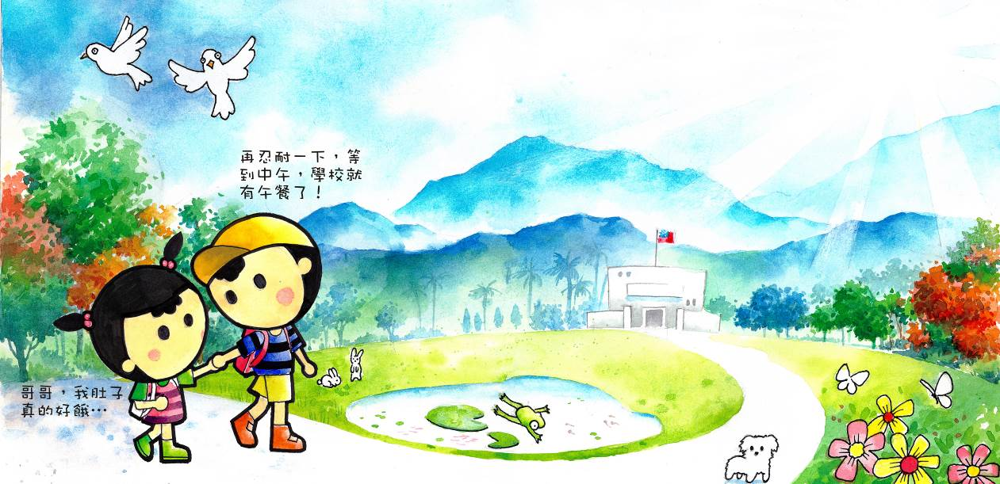 再忍耐一下，等
到中午，學校就
有午餐了！
哥哥，我肚子
真的好餓…